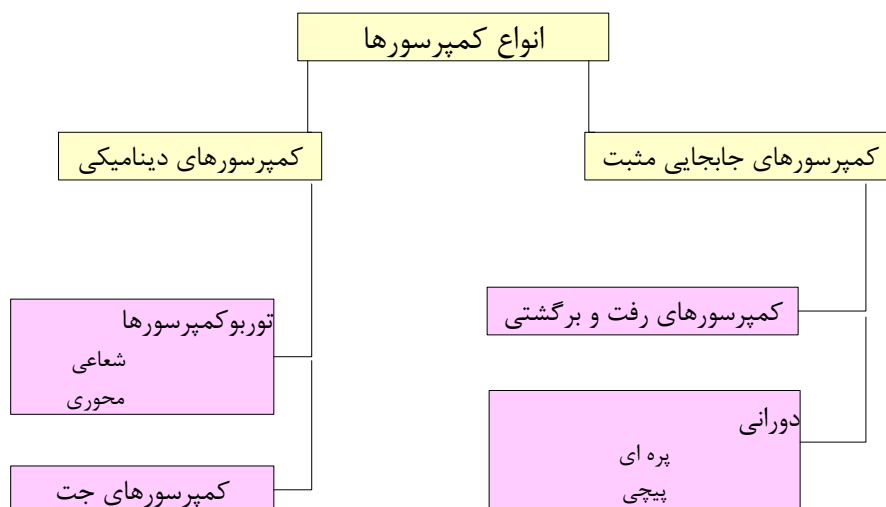 انواع کمپرسورها
کمپرسورهای جابجایی مثبت
کمپرسورهای رفت و برگشتی
دورانی
پره ای
پیچی
کمپرسورهای دینامیکی
توربوکمپرسورها
شعاعی
محوری
کمپرسورهای جت